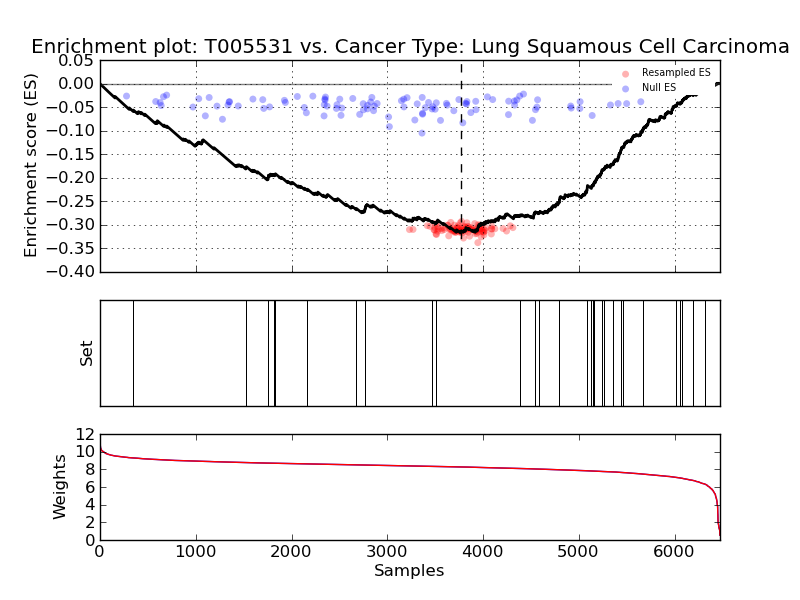 Enrichment plot: T005531 vs. Cancer Type: Lung Squamous Cell Carcinoma
Enrichment score (ES)
0.05
0.00
−0.05
−0.10
−0.15
−0.20
−0.25
−0.30
−0.35
−0.40
Resampled ES
Null ES
Set
Weights
12
10
8
6
4
2
0
0 1000 2000 3000 4000 5000 6000
Samples